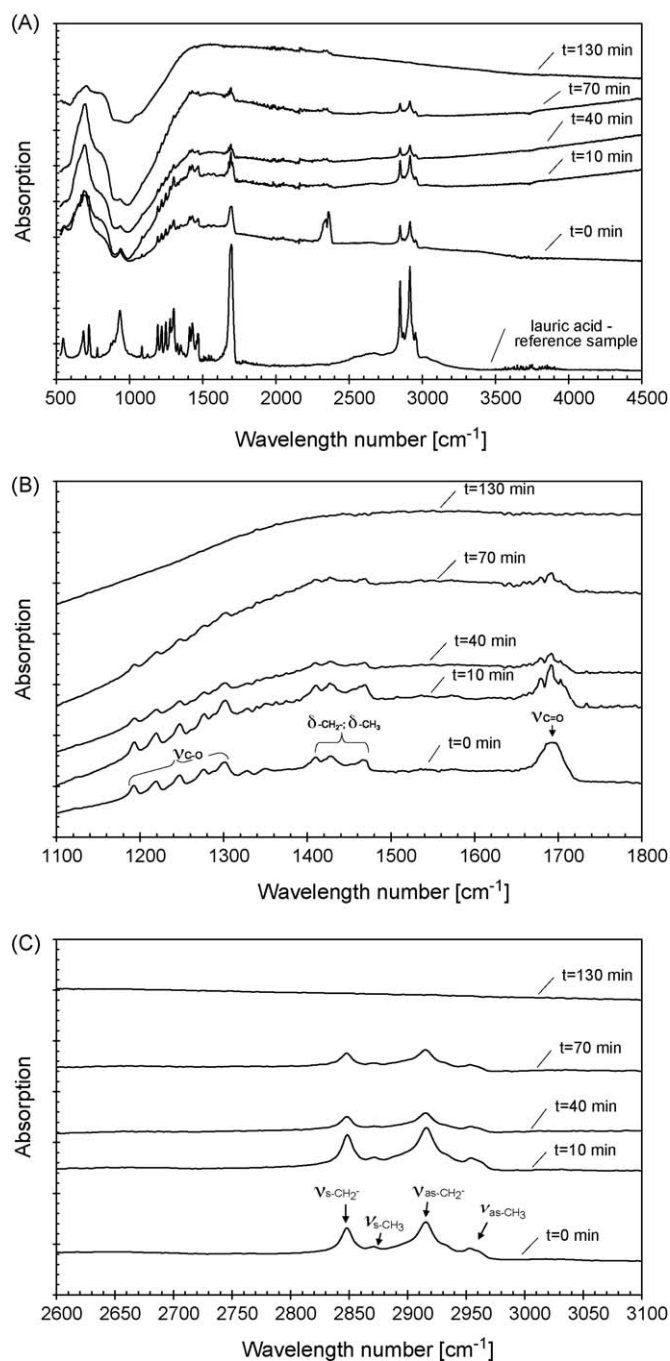 (A)
Absorption
t=130 min
t=70 min
t=40 min
t=10 min
t=0 min
lauric acid -
reference sample
500 1000 1500 2000 2500 3000 3500 4000 4500
Wavelength number [cm⁻¹]
(B)
Absorption
t=130 min
t=70 min
t=40 min
t=10 min
δ-CH₂-; δ-CH₃
νC=O
νC-O
t=0 min
1100 1200 1300 1400 1500 1600 1700 1800
Wavelength number [cm⁻¹]
(C)
Absorption
t=130 min
t=70 min
t=40 min
t=10 min
νs-CH₂-
νs-CH₃
νas-CH₂-
νas-CH₃
t=0 min
2600 2650 2700 2750 2800 2850 2900 2950 3000 3050 3100
Wavelength number [cm⁻¹]